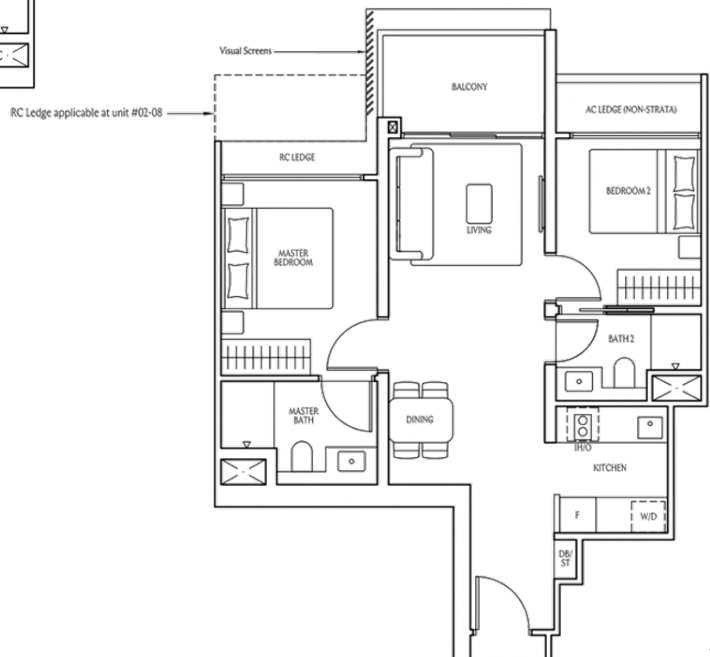 Visual Screens
BALCONY
RC Ledge applicable at unit #02-08
AC LEDGE (NON-STRATA)
RC LEDGE
BEDROOM 2
LIVING
MASTER
BEDROOM
BATH 2
MASTER
BATH
DINING
IH/O
KITCHEN
F
W/D
DB/
ST